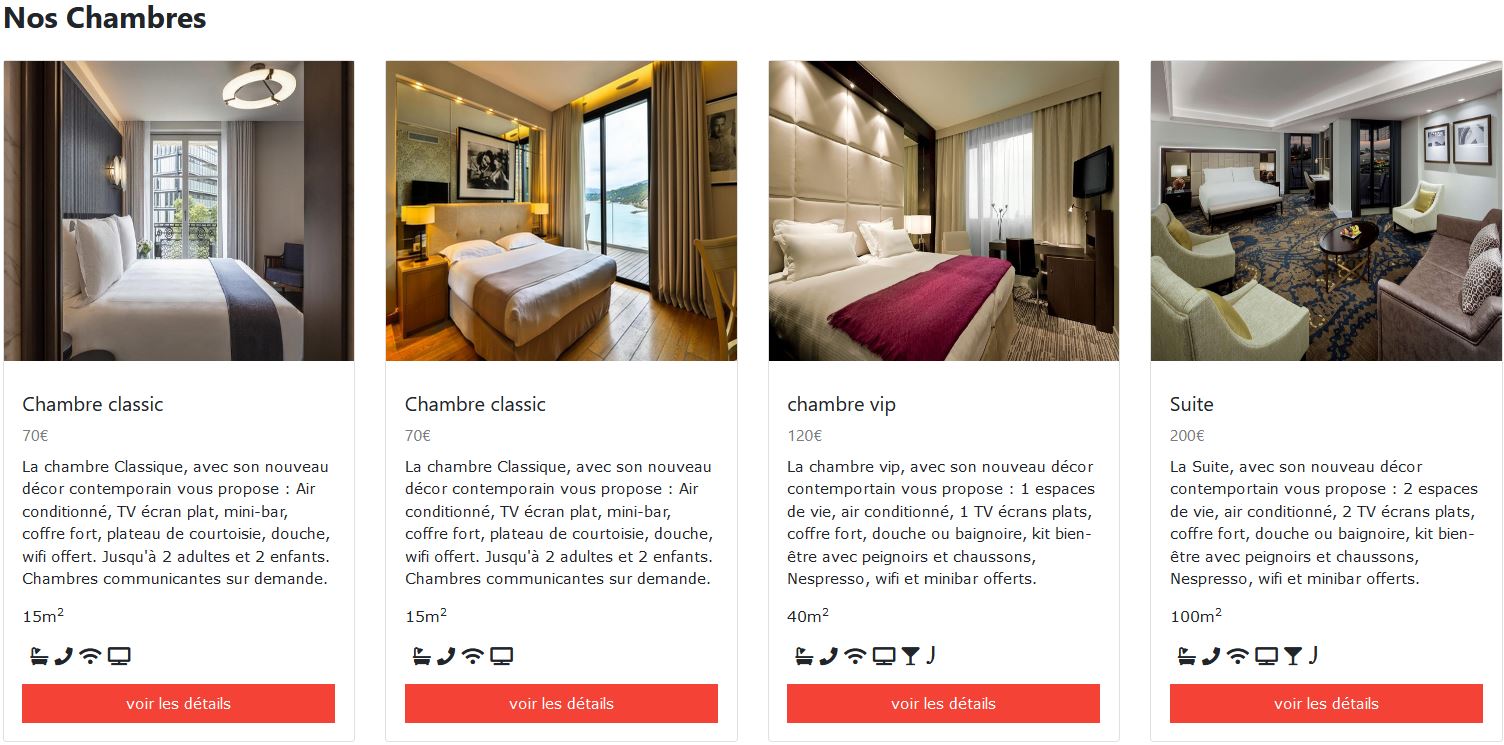 Nos Chambres
Chambre classic
70€
La chambre Classique, avec son nouveau
décor contemporain vous propose : Air
conditionné, TV écran plat, mini-bar,
coffre fort, plateau de courtoisie, douche,
wifi offert. Jusqu'à 2 adultes et 2 enfants.
Chambres communicantes sur demande.
15m²
voir les détails
Chambre classic
70€
La chambre Classique, avec son nouveau
décor contemporain vous propose : Air
conditionné, TV écran plat, mini-bar,
coffre fort, plateau de courtoisie, douche,
wifi offert. Jusqu'à 2 adultes et 2 enfants.
Chambres communicantes sur demande.
15m²
voir les détails
chambre vip
120€
La chambre vip, avec son nouveau décor
contemportain vous propose : 1 espaces
de vie, air conditionné, 1 TV écrans plats,
coffre fort, douche ou baignoire, kit bien-
être avec peignoirs et chaussons,
Nespresso, wifi et minibar offerts.
40m²
voir les détails
Suite
200€
La Suite, avec son nouveau décor
contemportain vous propose : 2 espaces
de vie, air conditionné, 2 TV écrans plats,
coffre fort, douche ou baignoire, kit bien-
être avec peignoirs et chaussons,
Nespresso, wifi et minibar offerts.
100m²
voir les détails